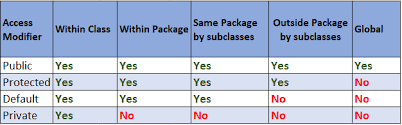 Access Modifier | Within Class | Within Package | Same Package by subclasses | Outside Package by subclasses | Global
Public | Yes | Yes | Yes | Yes | Yes
Protected | Yes | Yes | Yes | Yes | No
Default | Yes | Yes | Yes | No | No
Private | Yes | No | No | No | No